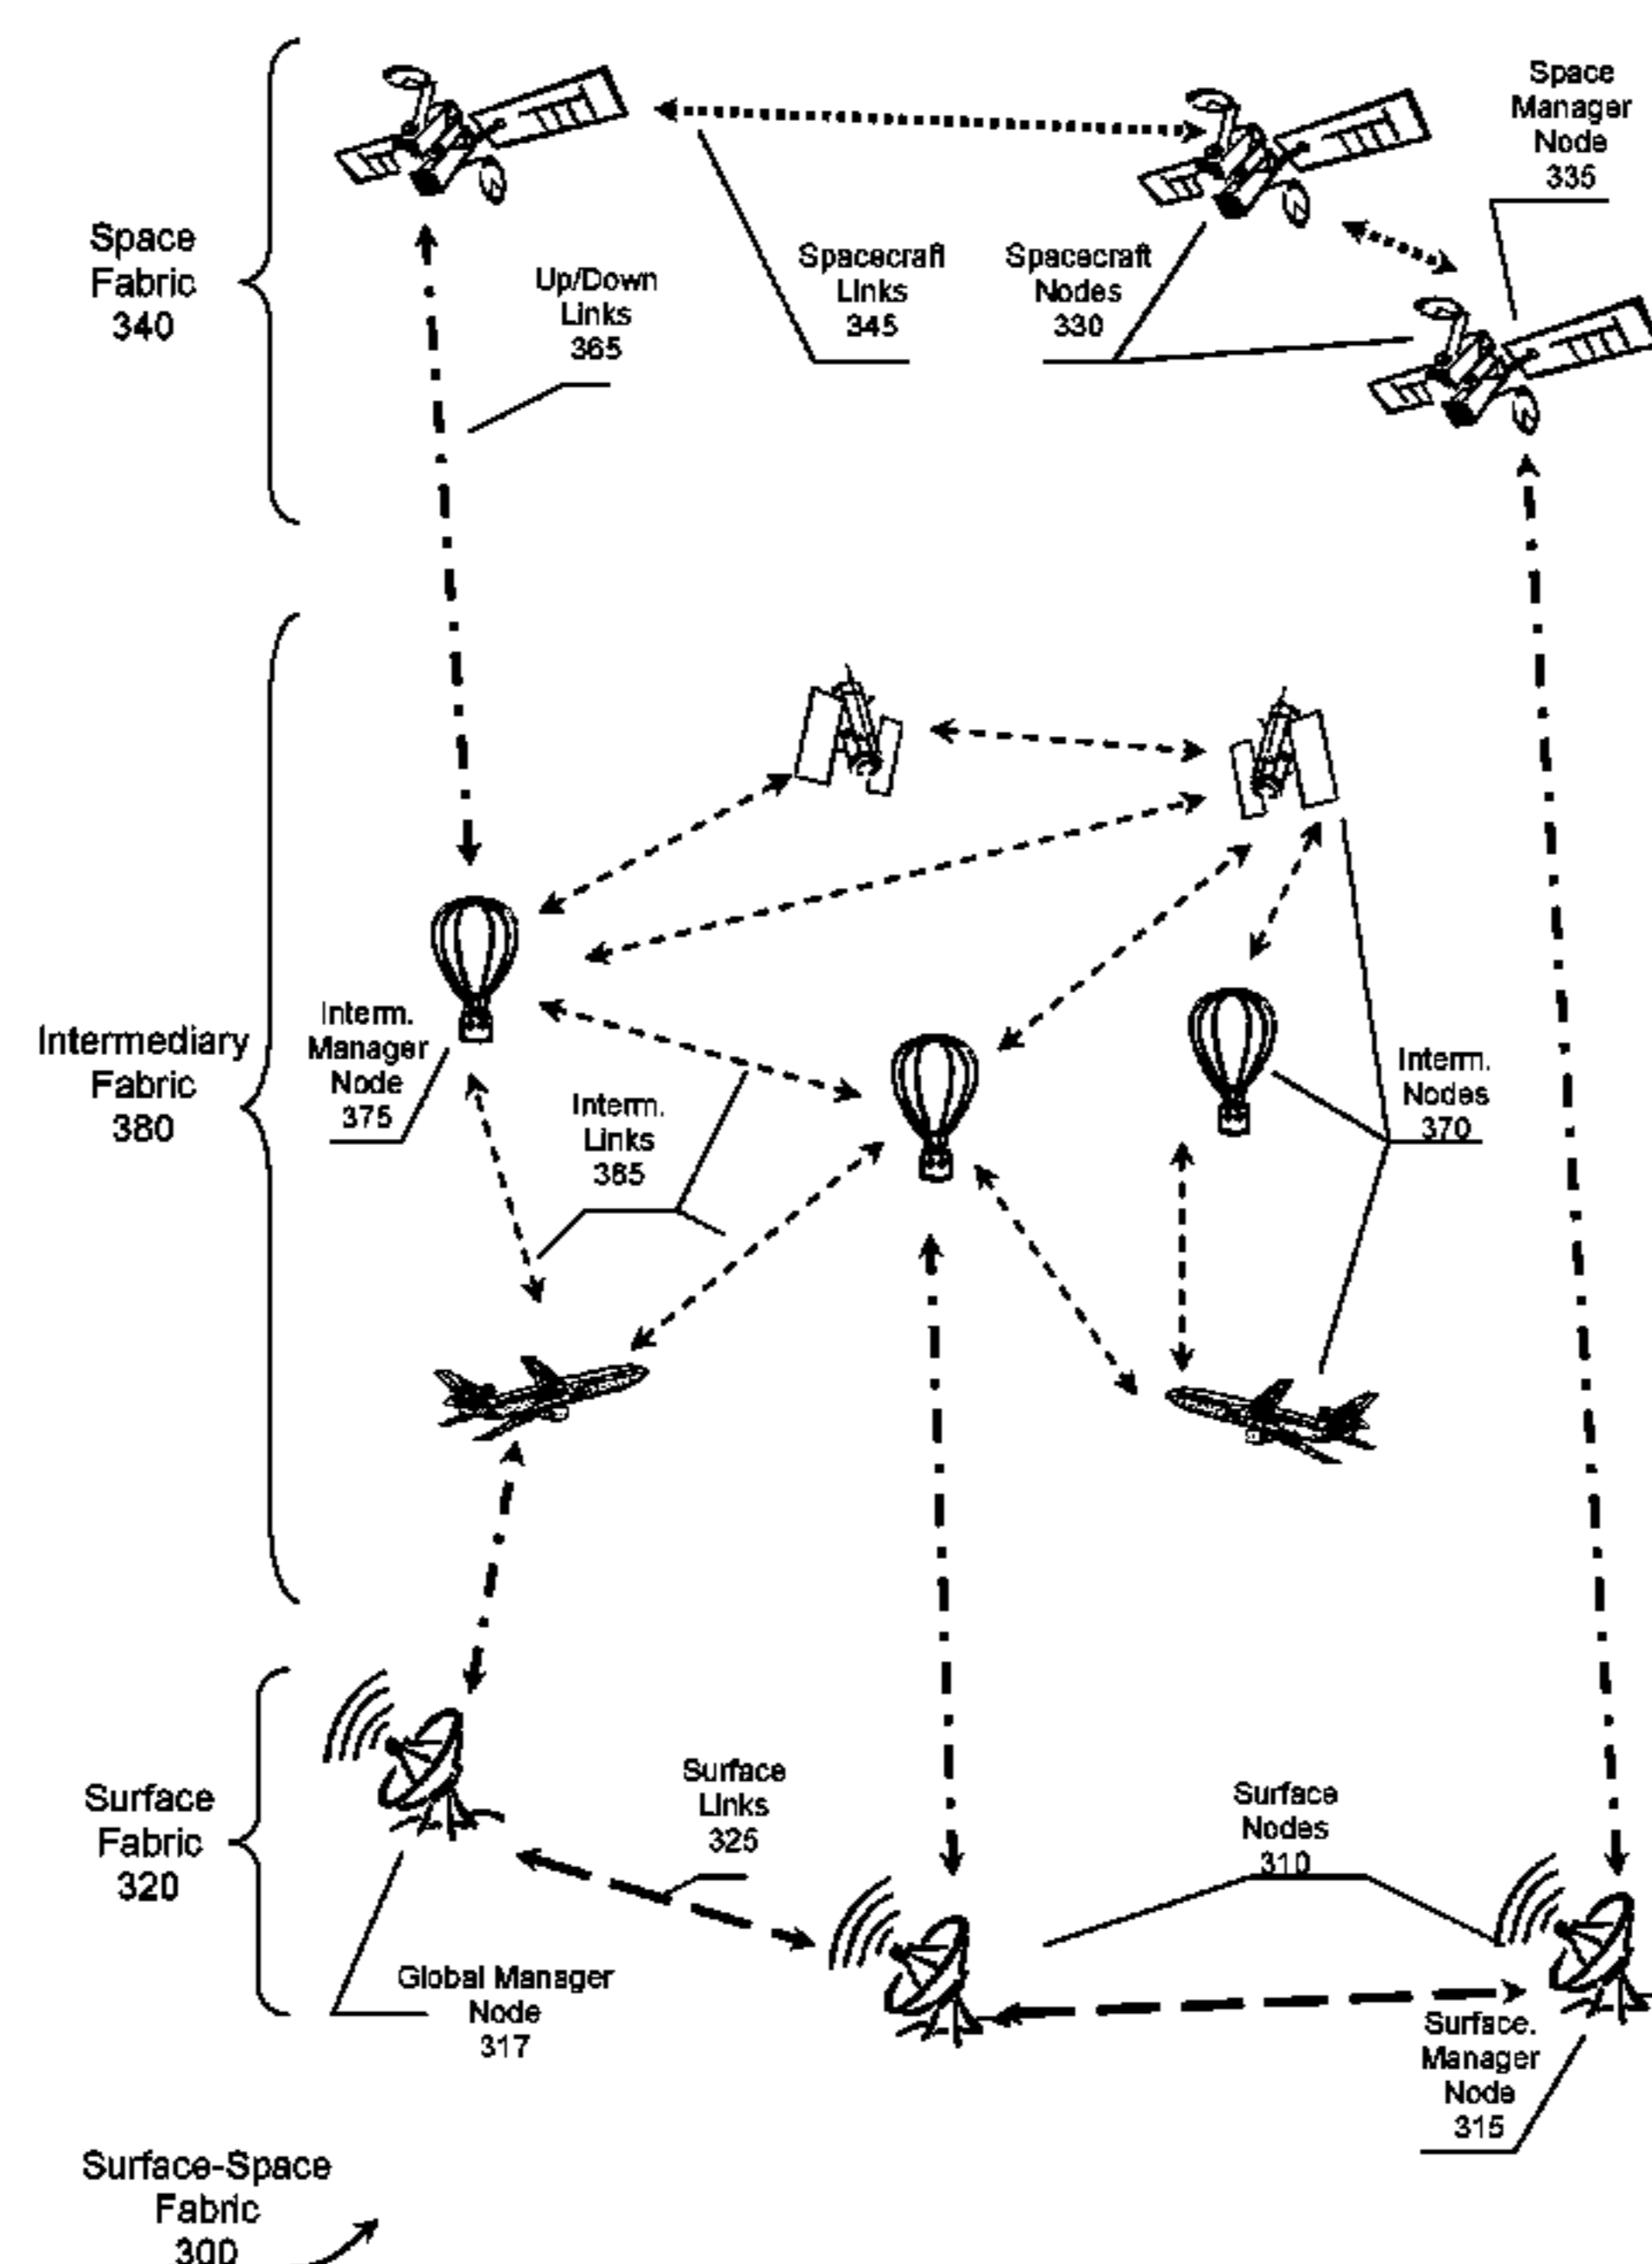 Space
Manager
Node
335
Space
Fabric
340
Up/Down
Links
365
Spacecraft
Links
345
Spacecraft
Nodes
330
Intermediary
Fabric
380
Interm.
Manager
Node
375
Interm.
Links
385
Interm.
Nodes
370
Surface
Fabric
320
Surface
Links
325
Surface
Nodes
310
Global Manager
Node
317
Surface.
Manager
Node
315
Surface-Space
Fabric
300